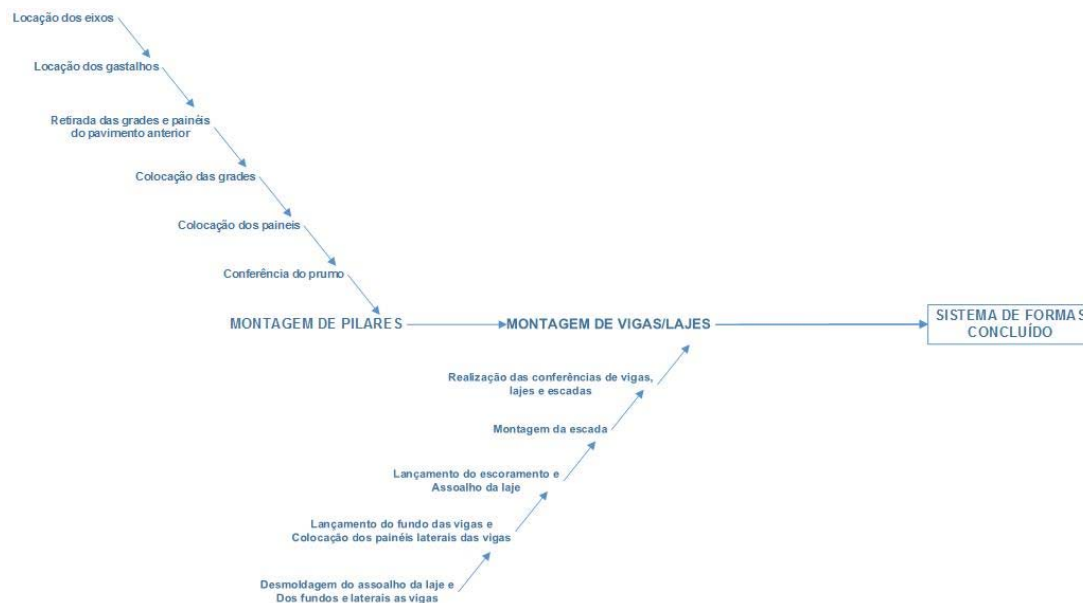 Locação dos eixos
Locação dos gastalhos
Retirada das grades e painéis
do pavimento anterior
Colocação das grades
Colocação dos paineis
Conferência do prumo
MONTAGEM DE PILARES
MONTAGEM DE VIGAS/LAJES
SISTEMA DE FORMAS
CONCLUÍDO
Realização das conferências de vigas,
lajes e escadas
Montagem da escada
Lançamento do escoramento e
Assoalho da laje
Lançamento do fundo das vigas e
Colocação dos painéis laterais das vigas
Desmoldagem do assoalho da laje e
Dos fundos e laterais as vigas